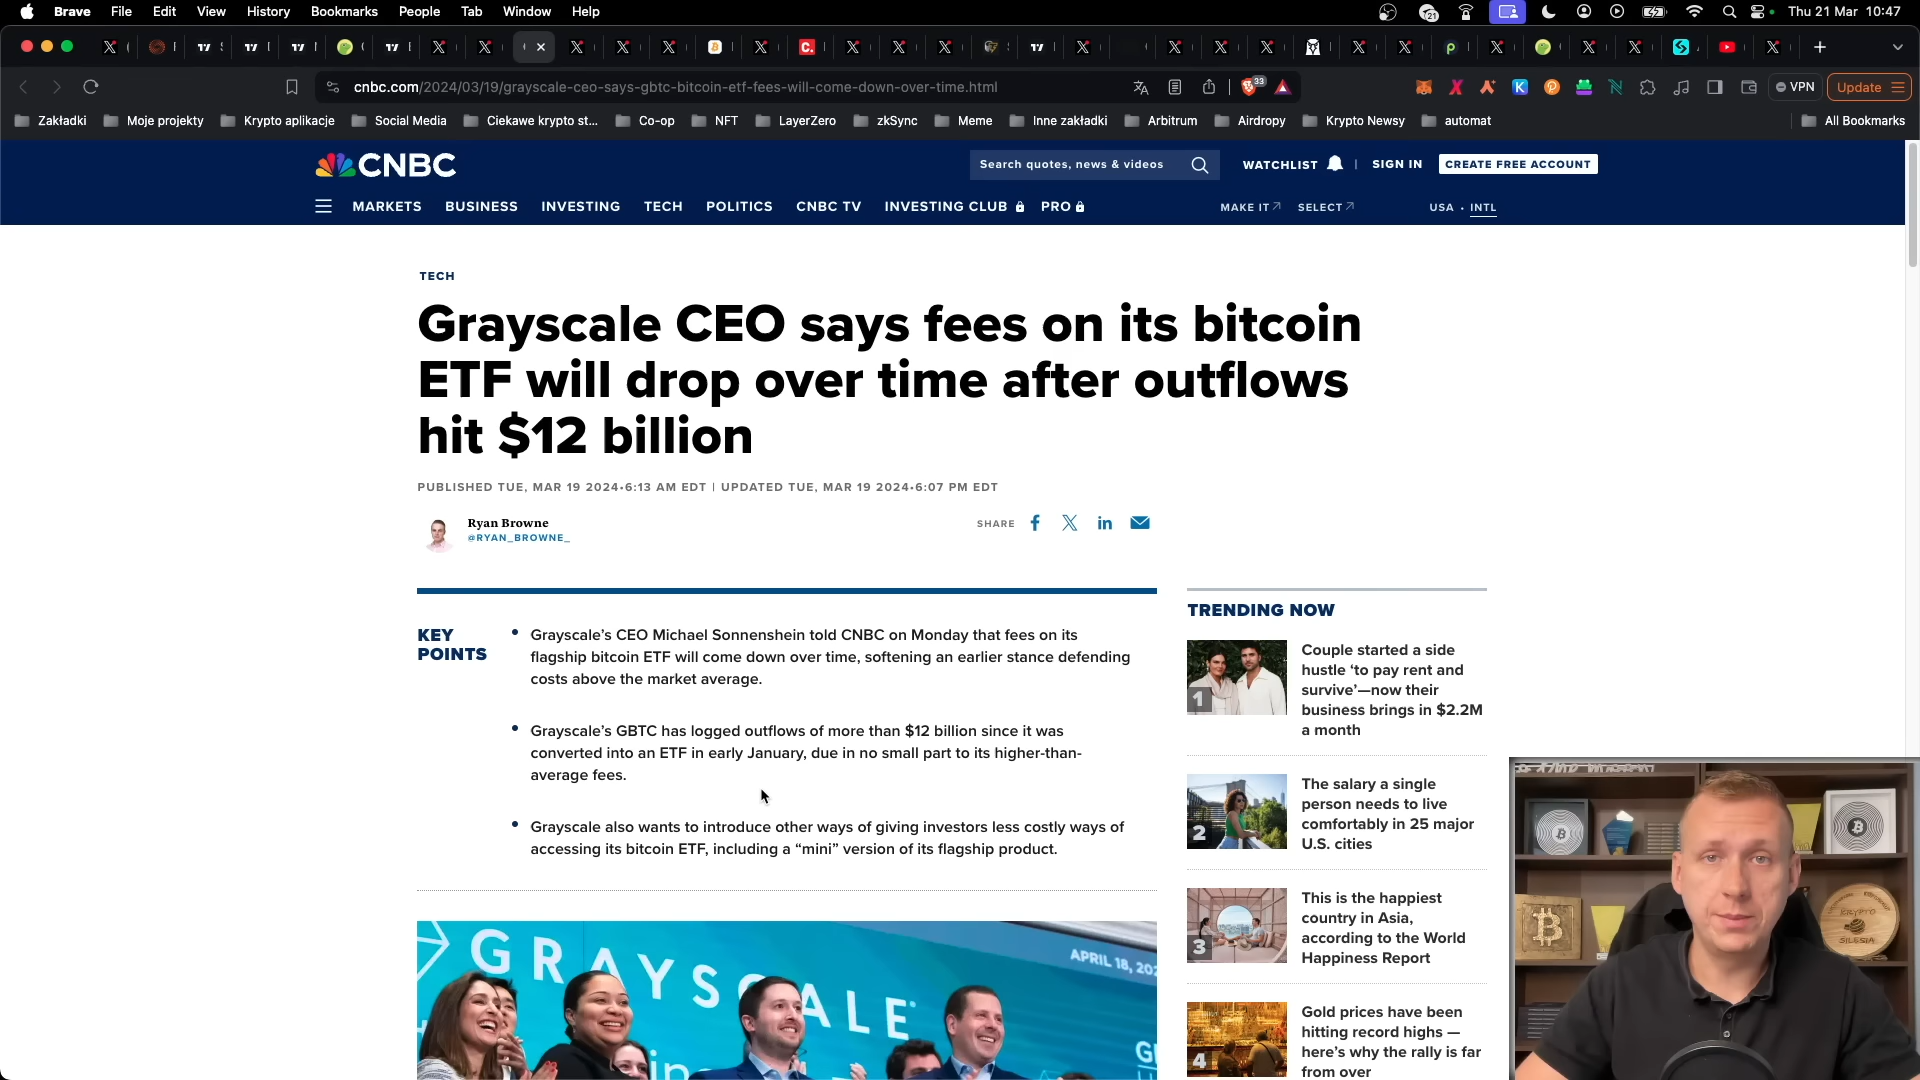 Brave File Edit View History Bookmarks People Tab Window Help
21
Thu 21 Mar 10:47
cnbc.com/2024/03/19/grayscale-ceo-says-gbtc-bitcoin-etf-fees-will-come-down-over-time.html
33
VPN
Update
Zakładki Moje projekty Krypto aplikacje Social Media Ciekawe krypto st... Co-op NFT LayerZero zkSync Meme Inne zakładki Arbitrum Airdropy Krypto Newsy automat All Bookmarks
CNBC
Search quotes, news & videos
WATCHLIST | SIGN IN CREATE FREE ACCOUNT
MARKETS BUSINESS INVESTING TECH POLITICS CNBC TV INVESTING CLUB PRO
MAKE IT SELECT USA • INTL
TECH
Grayscale CEO says fees on its bitcoin
ETF will drop over time after outflows
hit $12 billion
PUBLISHED TUE, MAR 19 2024•6:13 AM EDT | UPDATED TUE, MAR 19 2024•6:07 PM EDT
Ryan Browne
@RYAN_BROWNE_
SHARE
KEY
POINTS
• Grayscale’s CEO Michael Sonnenshein told CNBC on Monday that fees on its
flagship bitcoin ETF will come down over time, softening an earlier stance defending
costs above the market average.
• Grayscale’s GBTC has logged outflows of more than $12 billion since it was
converted into an ETF in early January, due in no small part to its higher-than-
average fees.
• Grayscale also wants to introduce other ways of giving investors less costly ways of
accessing its bitcoin ETF, including a “mini” version of its flagship product.
GRAYSCALE
APRIL 18, 202
TRENDING NOW
1
Couple started a side
hustle ‘to pay rent and
survive’—now their
business brings in $2.2M
a month
2
The salary a single
person needs to live
comfortably in 25 major
U.S. cities
3
This is the happiest
country in Asia,
according to the World
Happiness Report
4
Gold prices have been
hitting record highs —
here’s why the rally is far
from over
KRYPTO
SILESIA